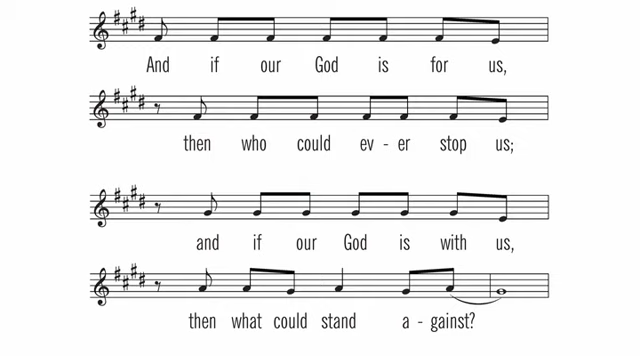 And if our God is for us,
then who could ev - er stop us;
and if our God is with us,
then what could stand a - gainst?